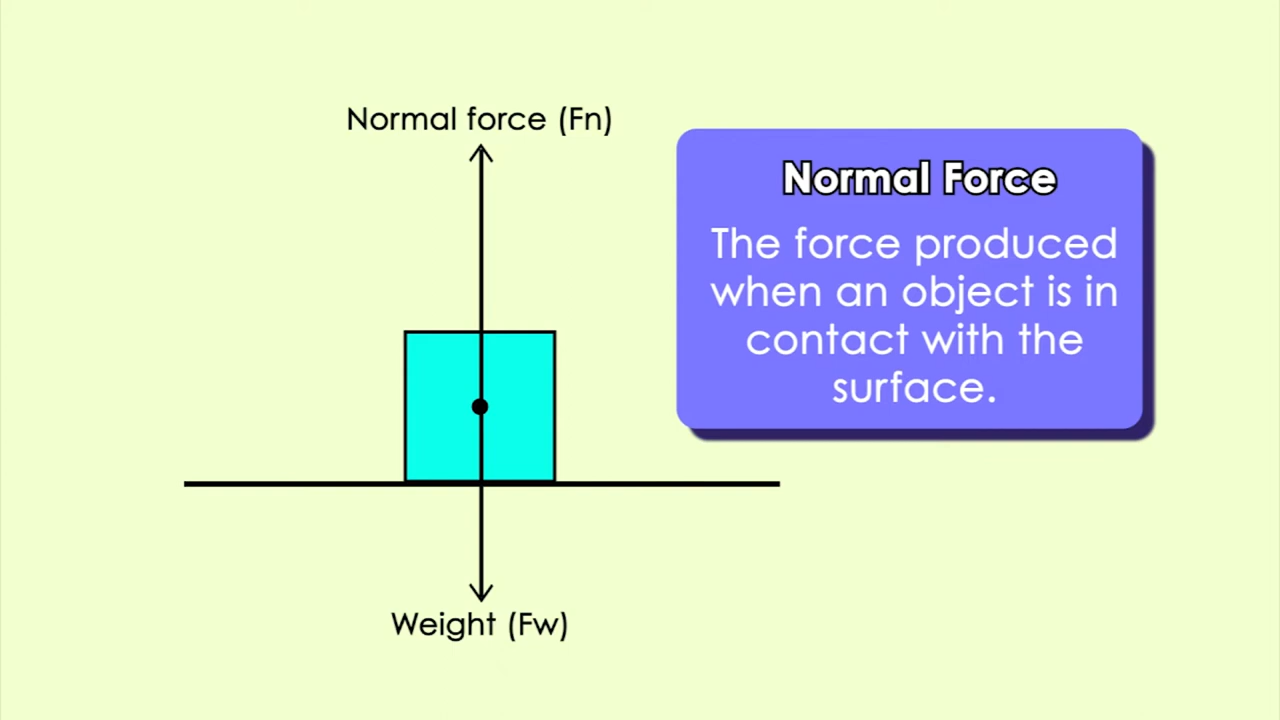 Normal force (Fn)
Normal Force
The force produced
when an object is in
contact with the
surface.
Weight (Fw)